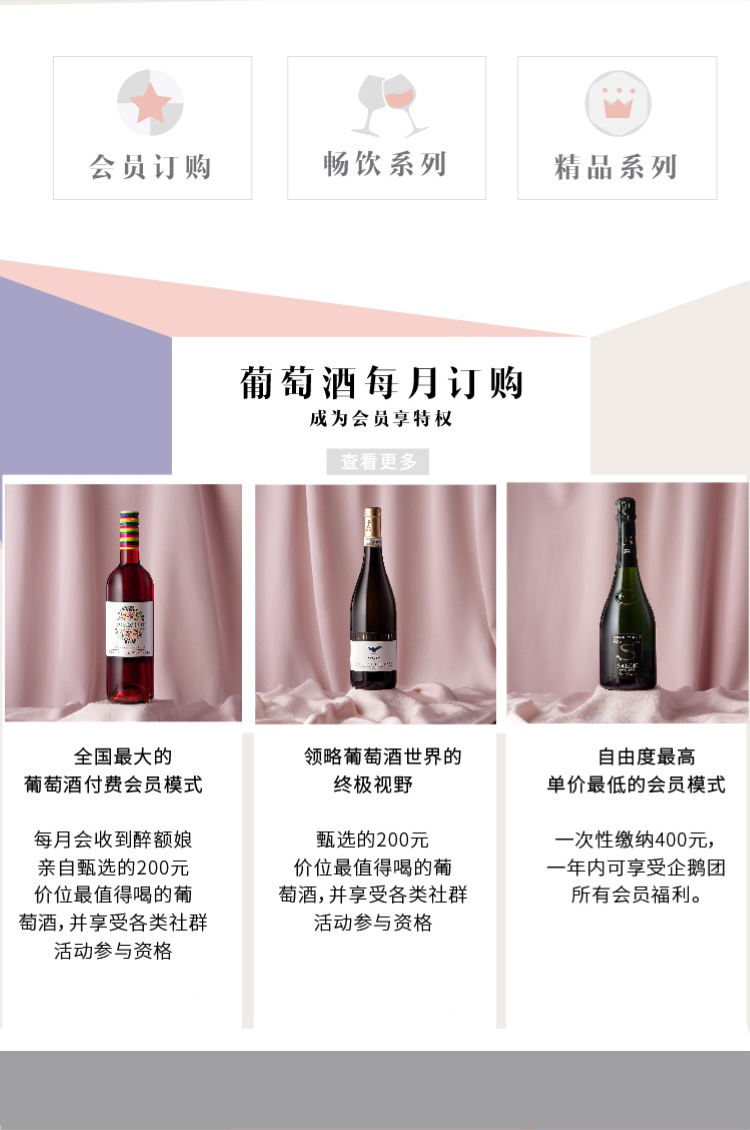 会员订购
畅饮系列
精品系列
葡萄酒每月订购
成为会员享特权
查看更多
全国最大的
葡萄酒付费会员模式
每月会收到醉额娘
亲自甄选的200元
价位最值得喝的葡
萄酒,并享受各类社群
活动参与资格
领略葡萄酒世界的
终极视野
甄选的200元
价位最值得喝的葡
萄酒,并享受各类社群
活动参与资格
自由度最高
单价最低的会员模式
一次性缴纳400元,
一年内可享受企鹅团
所有会员福利。